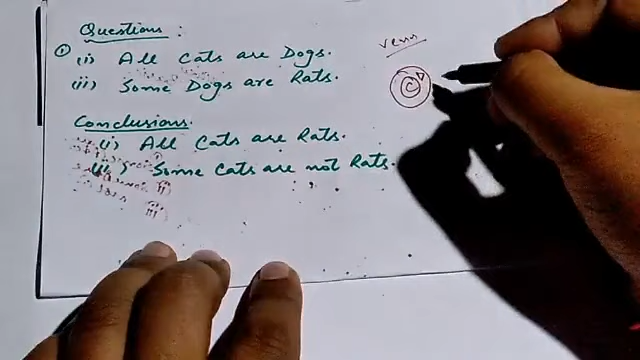 Questions :
① (i) All Cats are Dogs.
(ii) Some Dogs are Rats.
Venn
D
C
Conclusions.
(i) All Cats are Rats.
(ii) Some Cats are not Rats.